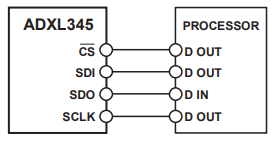 ADXL345 PROCESSOR
CS D OUT
SDI D OUT
SDO D IN
SCLK D OUT